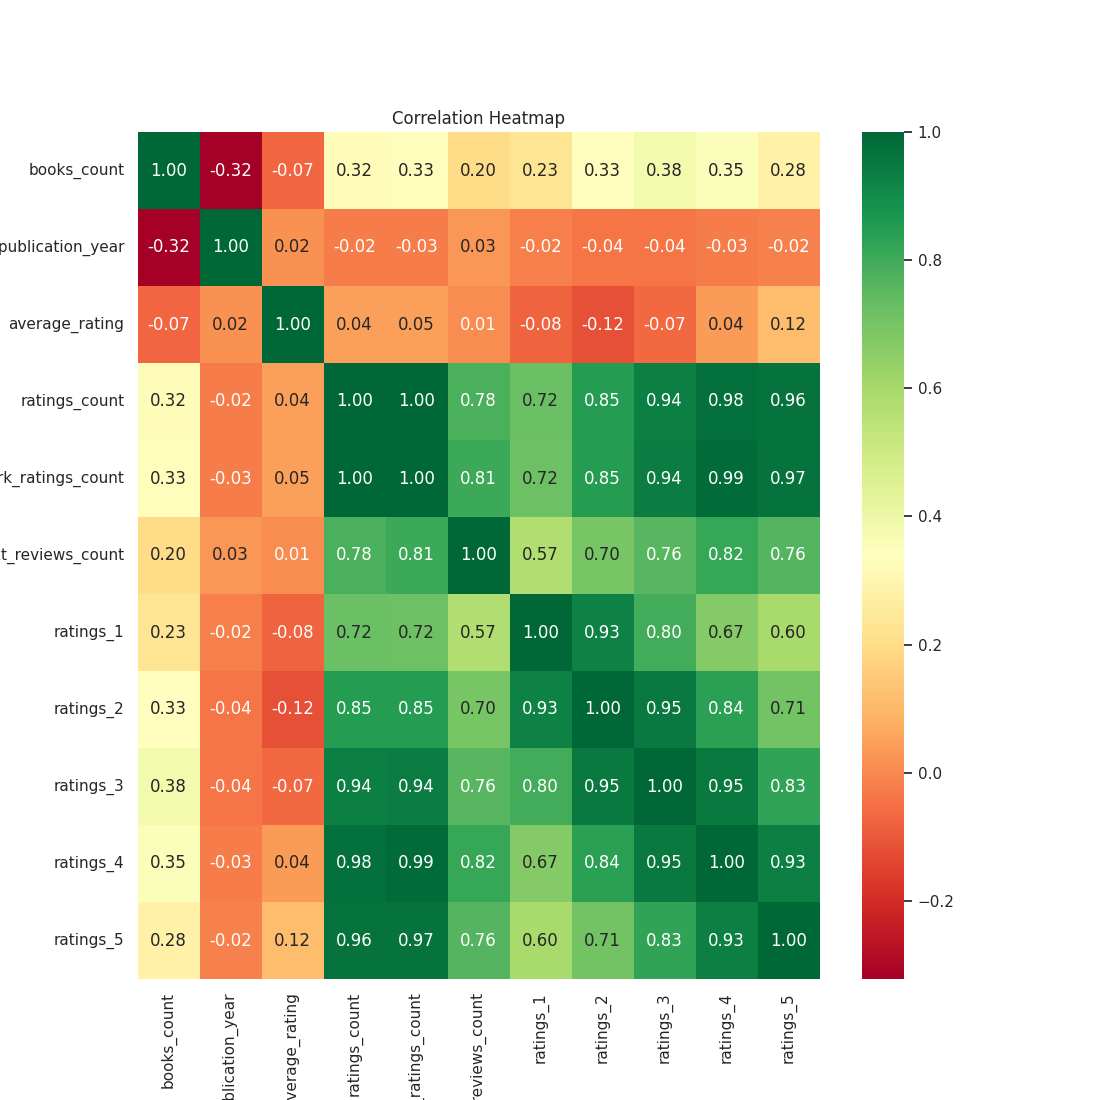 Correlation Heatmap
books_count 1.00 -0.32 -0.07 0.32 0.33 0.20 0.23 0.33 0.38 0.35 0.28
publication_year -0.32 1.00 0.02 -0.02 -0.03 0.03 -0.02 -0.04 -0.04 -0.03 -0.02
average_rating -0.07 0.02 1.00 0.04 0.05 0.01 -0.08 -0.12 -0.07 0.04 0.12
ratings_count 0.32 -0.02 0.04 1.00 1.00 0.78 0.72 0.85 0.94 0.98 0.96
rk_ratings_count 0.33 -0.03 0.05 1.00 1.00 0.81 0.72 0.85 0.94 0.99 0.97
t_reviews_count 0.20 0.03 0.01 0.78 0.81 1.00 0.57 0.70 0.76 0.82 0.76
ratings_1 0.23 -0.02 -0.08 0.72 0.72 0.57 1.00 0.93 0.80 0.67 0.60
ratings_2 0.33 -0.04 -0.12 0.85 0.85 0.70 0.93 1.00 0.95 0.84 0.71
ratings_3 0.38 -0.04 -0.07 0.94 0.94 0.76 0.80 0.95 1.00 0.95 0.83
ratings_4 0.35 -0.03 0.04 0.98 0.99 0.82 0.67 0.84 0.95 1.00 0.93
ratings_5 0.28 -0.02 0.12 0.96 0.97 0.76 0.60 0.71 0.83 0.93 1.00
books_count
blication_year
verage_rating
ratings_count
_ratings_count
reviews_count
ratings_1
ratings_2
ratings_3
ratings_4
ratings_5
1.0
0.8
0.6
0.4
0.2
0.0
−0.2